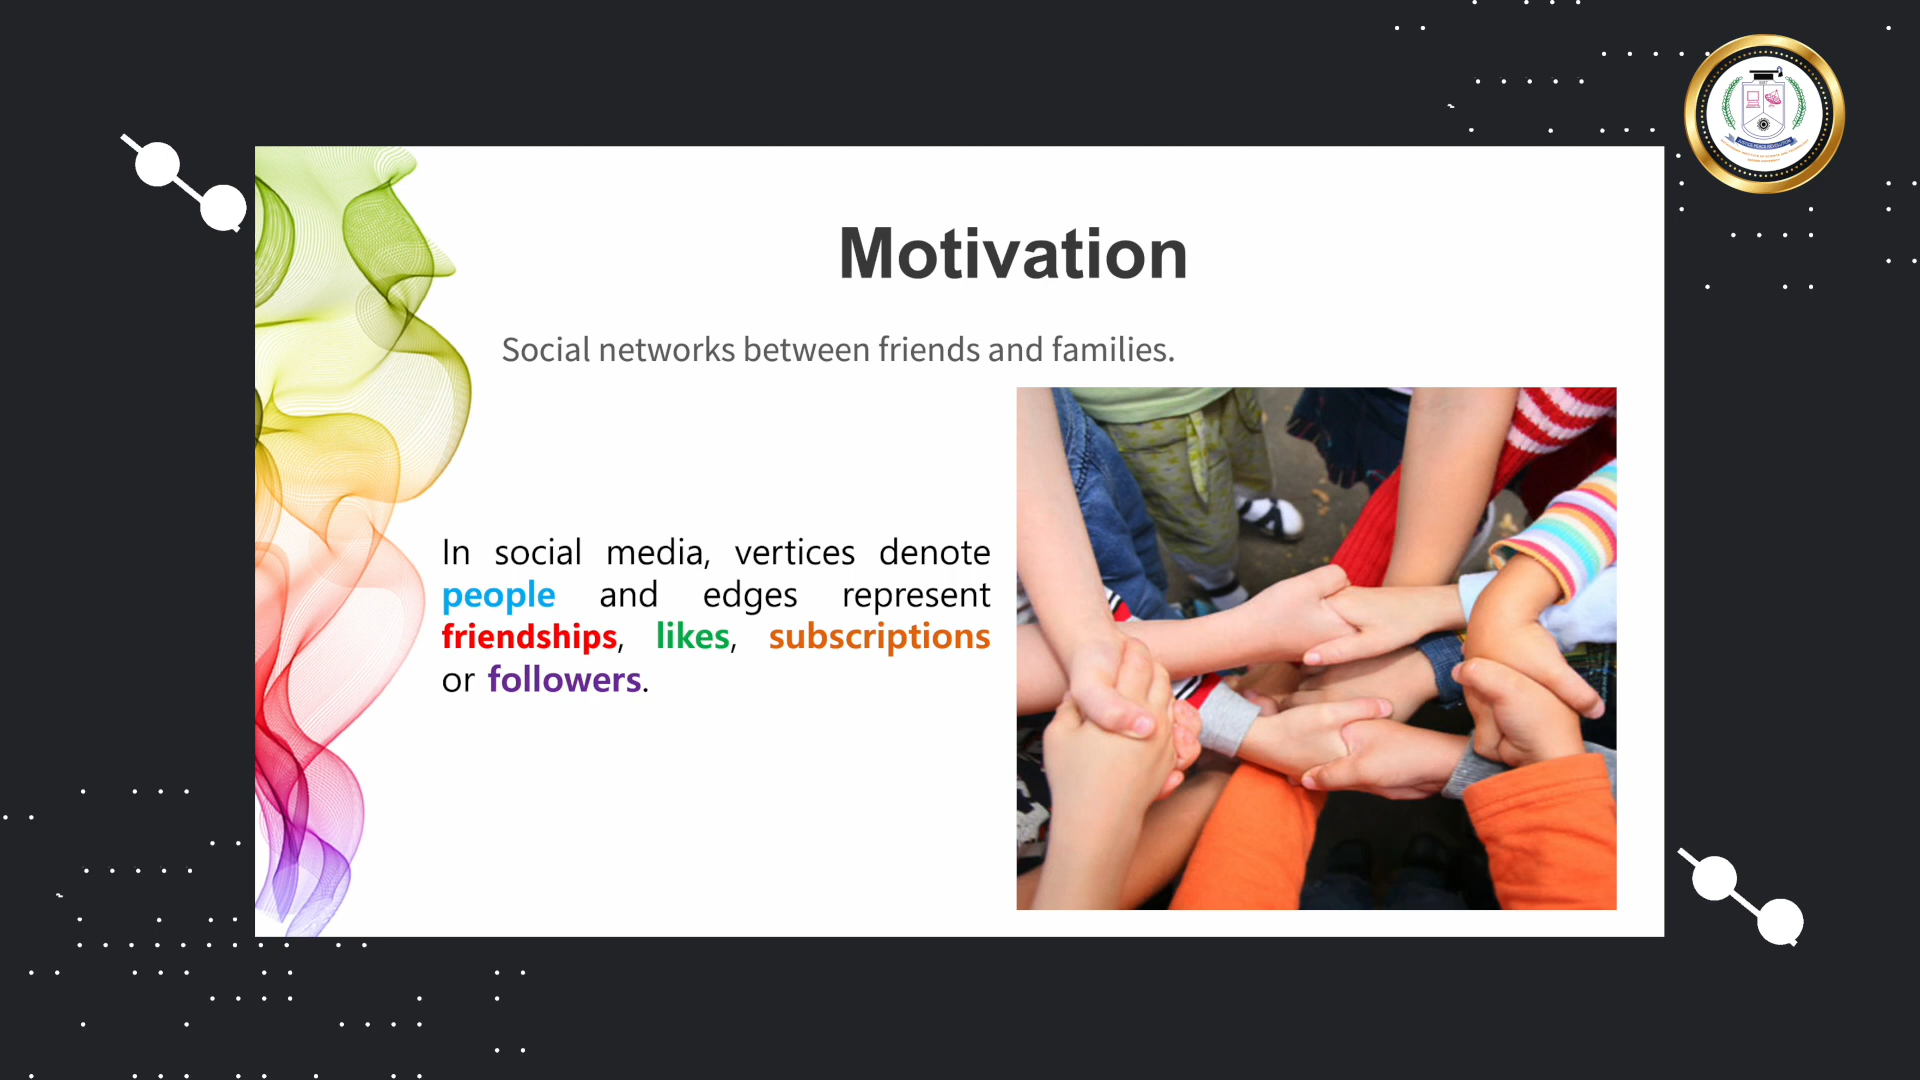 Motivation
Social networks between friends and families.
In social media, vertices denote
people and edges represent
friendships, likes, subscriptions
or followers.